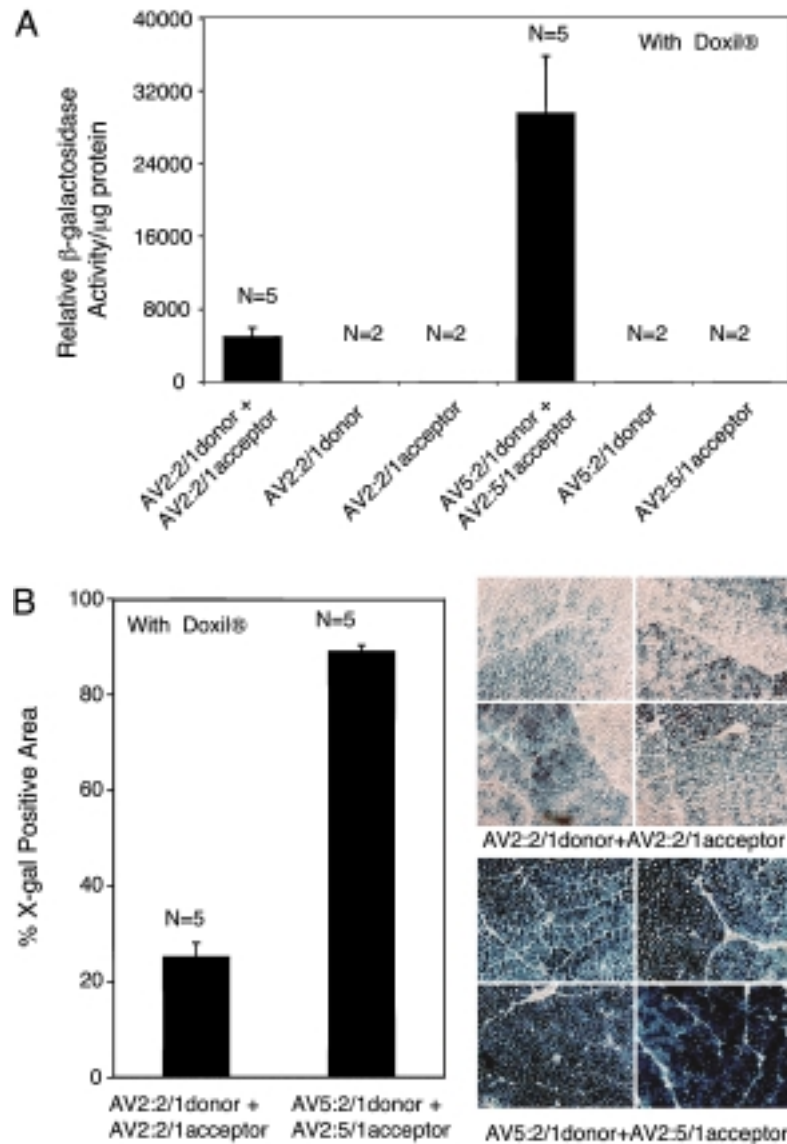 A
40000
32000
24000
16000
8000
0
Relative β-galactosidase
Activity/μg protein
With Doxil®
N=5
N=2
N=2
N=5
N=2
N=2
AV2:2/1donor +
AV2:2/1acceptor
AV2:2/1donor
AV2:2/1acceptor
AV5:2/1donor +
AV2:5/1acceptor
AV5:2/1donor
AV2:5/1acceptor
B
100
80
60
40
20
0
% X-gal Positive Area
With Doxil®
N=5
N=5
AV2:2/1donor +
AV2:2/1acceptor
AV5:2/1donor +
AV2:5/1acceptor
AV2:2/1donor+AV2:2/1acceptor
AV5:2/1donor+AV2:5/1acceptor